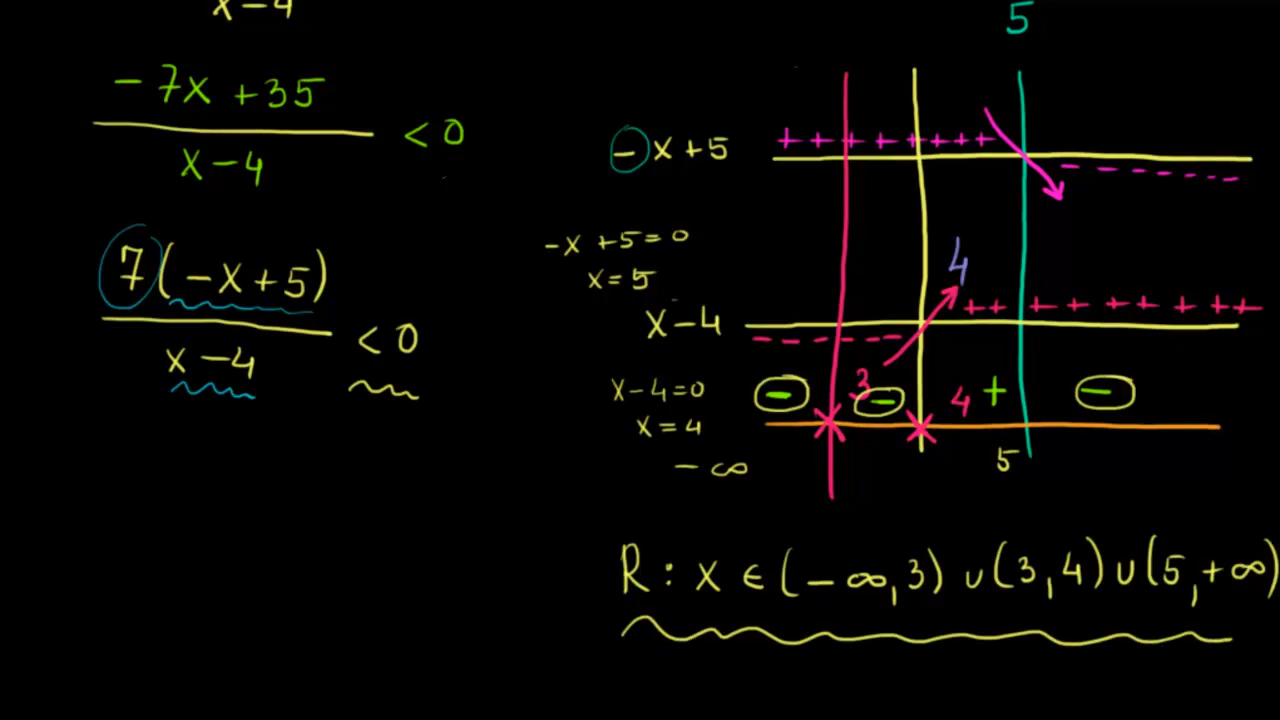 x-4
-7x +35
x-4
< 0
7(-x+5)
x-4
< 0
5
-x+5
+ + + + + + + +
- - - - - - -
-x +5 = 0
x = 5
4
x-4
- - - - - -
+ + + + + + + +
x-4=0
x = 4
-∞
- 3 - 4 + -
5
R : x ∈ (-∞,3) ∪ (3,4) ∪ (5,+∞)